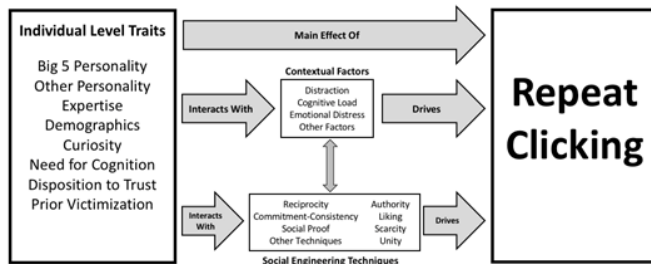 Individual Level Traits
Big 5 Personality
Other Personality
Expertise
Demographics
Curiosity
Need for Cognition
Disposition to Trust
Prior Victimization
Main Effect Of
Contextual Factors
Interacts With
Distraction
Cognitive Load
Emotional Distress
Other Factors
Drives
Interacts
With
Reciprocity
Commitment-Consistency
Social Proof
Other Techniques
Authority
Liking
Scarcity
Unity
Social Engineering Techniques
Drives
Repeat
Clicking